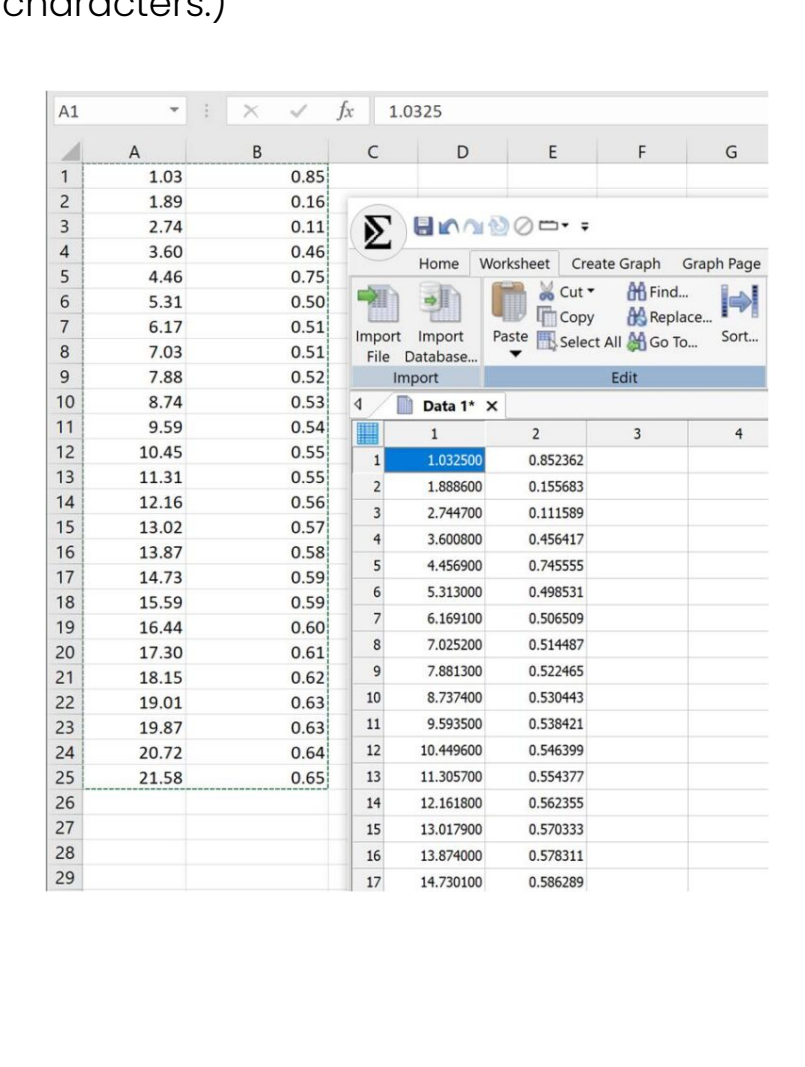 characters.)
A1 fx 1.0325
A B C D E F G
1 1.03 0.85
2 1.89 0.16
3 2.74 0.11
4 3.60 0.46
5 4.46 0.75
6 5.31 0.50
7 6.17 0.51
8 7.03 0.51
9 7.88 0.52
10 8.74 0.53
11 9.59 0.54
12 10.45 0.55
13 11.31 0.55
14 12.16 0.56
15 13.02 0.57
16 13.87 0.58
17 14.73 0.59
18 15.59 0.59
19 16.44 0.60
20 17.30 0.61
21 18.15 0.62
22 19.01 0.63
23 19.87 0.63
24 20.72 0.64
25 21.58 0.65
26
27
28
29
Σ
Home Worksheet Create Graph Graph Page
Cut Find...
Copy Replace...
Import Import Paste Select All Go To... Sort...
File Database...
Import Edit
Data 1* ×
1 2 3 4
1 1.032500 0.852362
2 1.888600 0.155683
3 2.744700 0.111589
4 3.600800 0.456417
5 4.456900 0.745555
6 5.313000 0.498531
7 6.169100 0.506509
8 7.025200 0.514487
9 7.881300 0.522465
10 8.737400 0.530443
11 9.593500 0.538421
12 10.449600 0.546399
13 11.305700 0.554377
14 12.161800 0.562355
15 13.017900 0.570333
16 13.874000 0.578311
17 14.730100 0.586289